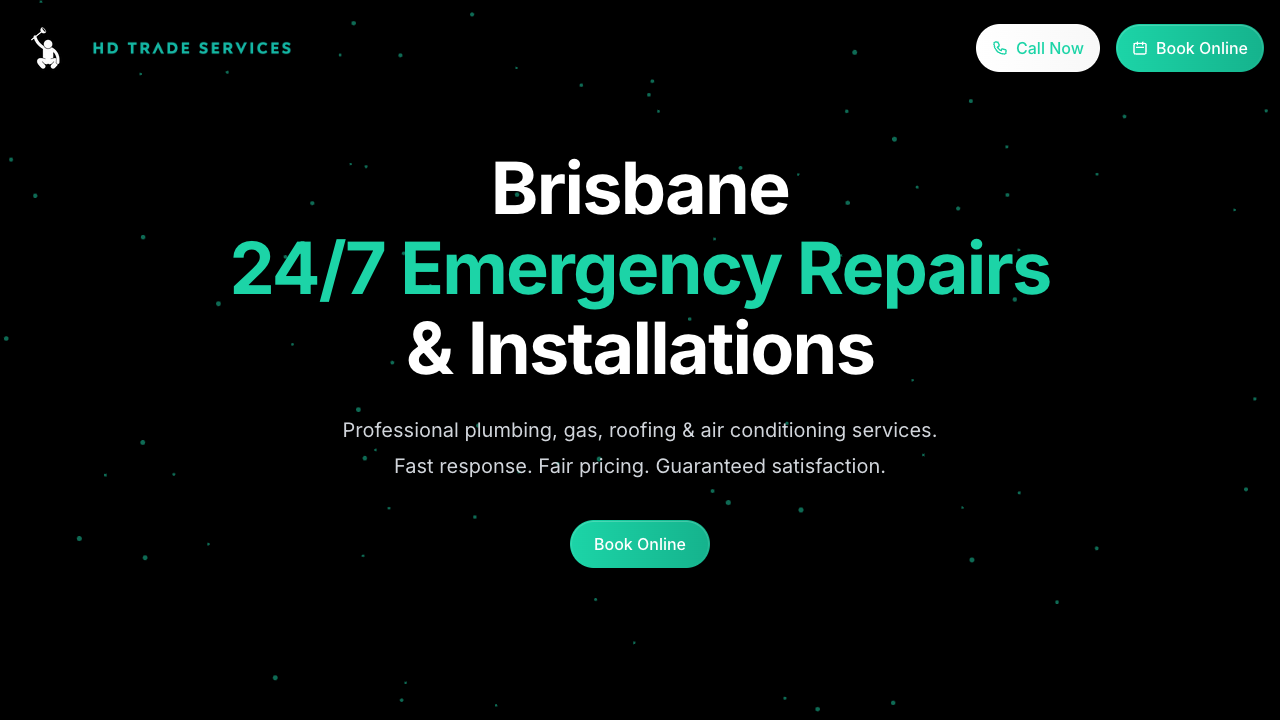 HD TRADE SERVICES
Call Now
Book Online
Brisbane
24/7 Emergency Repairs
& Installations
Professional plumbing, gas, roofing & air conditioning services.
Fast response. Fair pricing. Guaranteed satisfaction.
Book Online